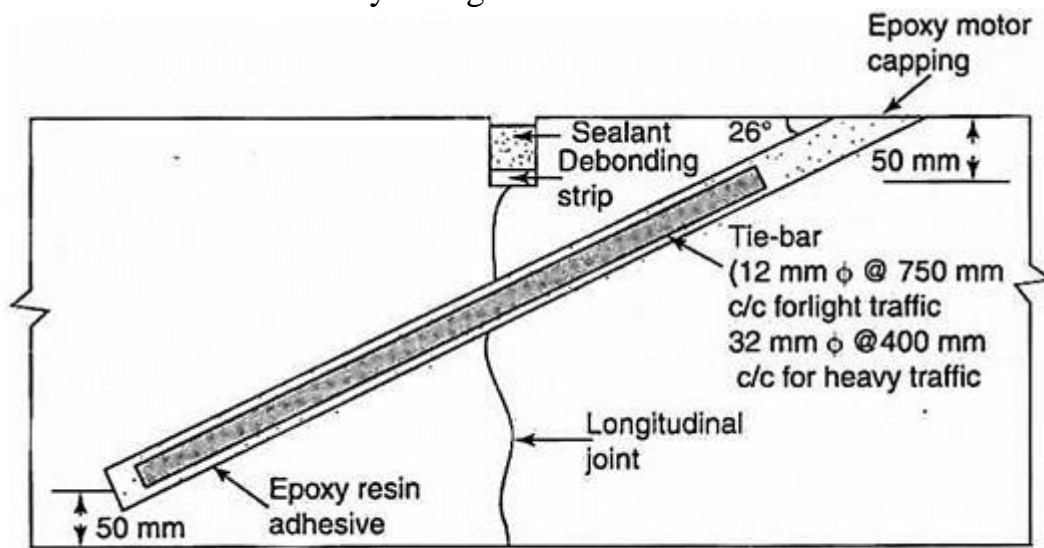 Epoxy motor
capping
Sealant
Debonding
strip
26°
50 mm
Tie-bar
(12 mm ϕ @ 750 mm
c/c forlight traffic
32 mm ϕ @400 mm
c/c for heavy traffic
Longitudinal
joint
Epoxy resin
adhesive
50 mm